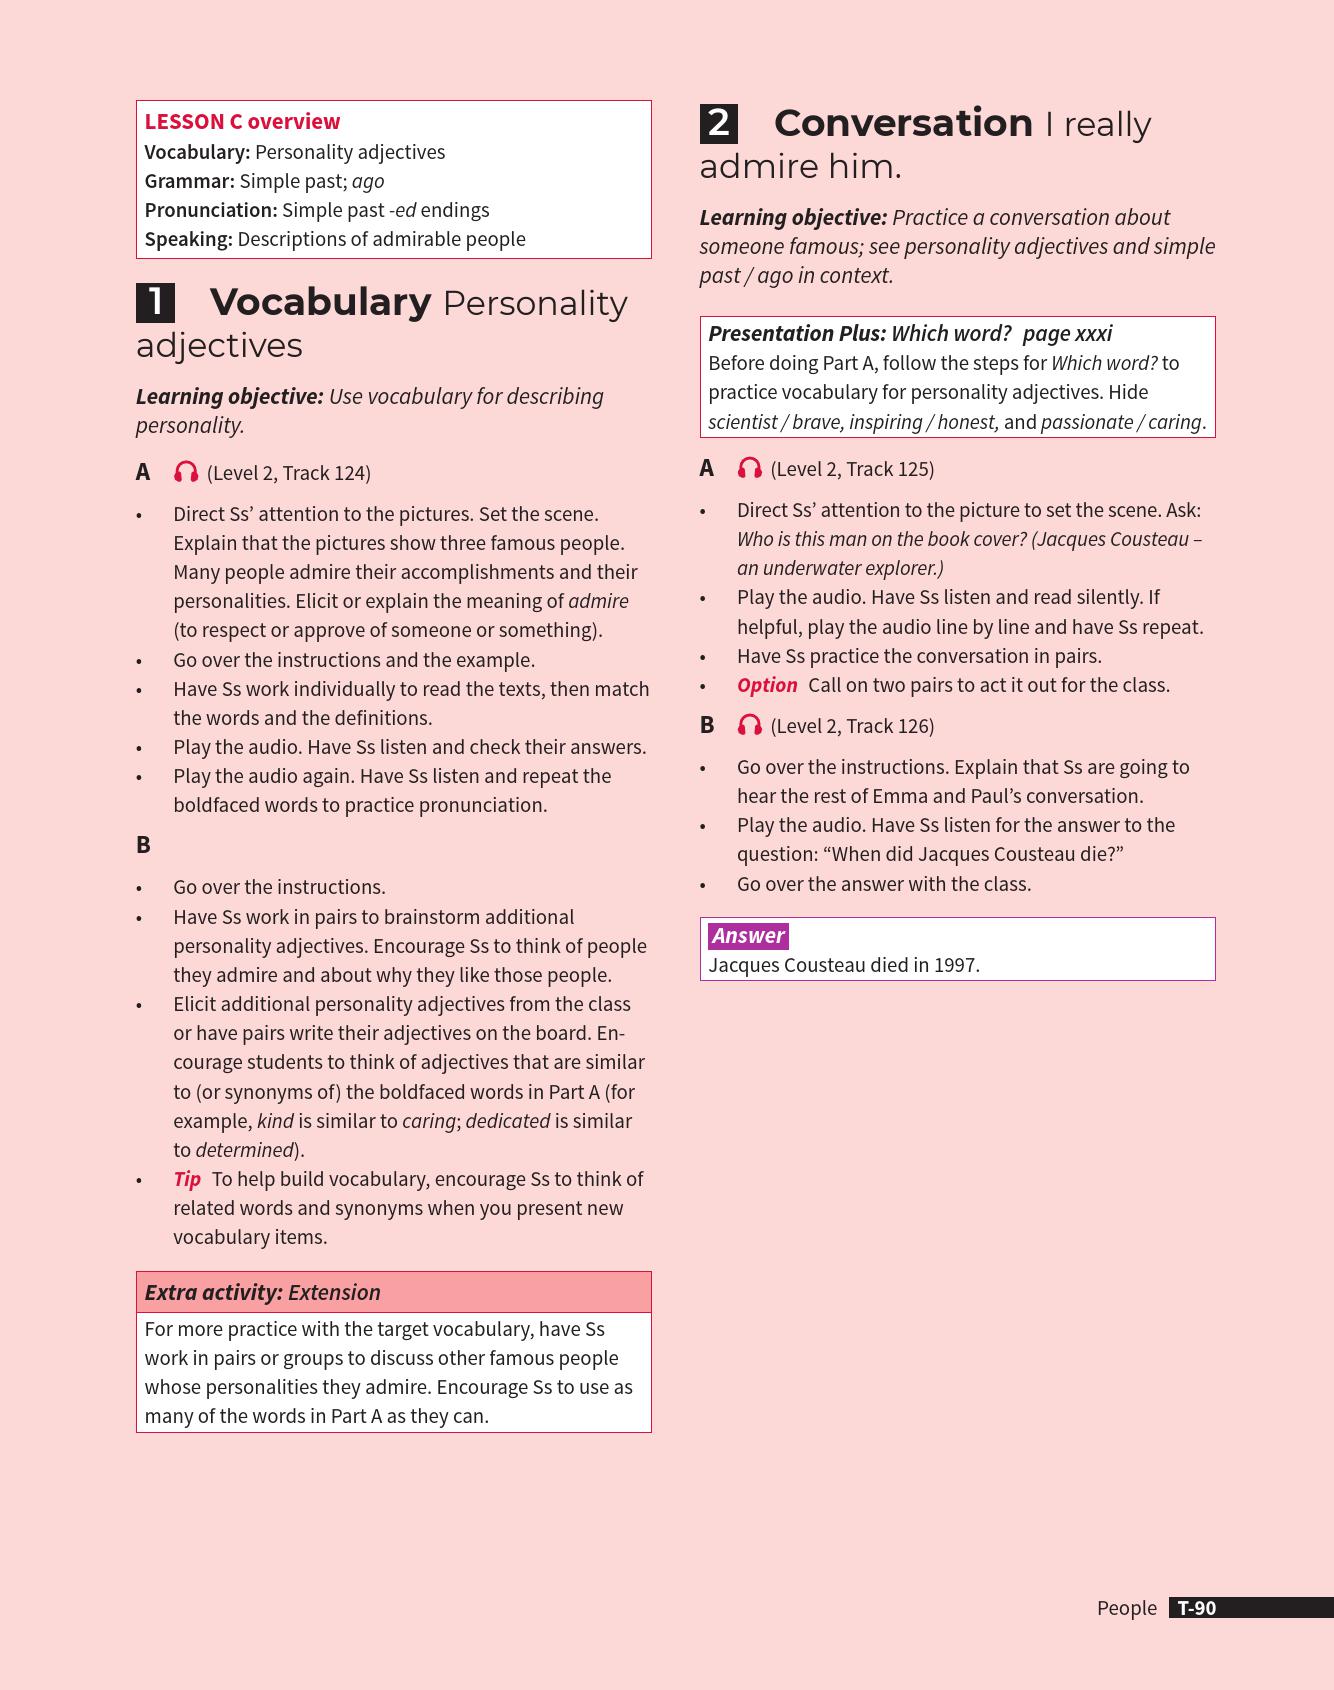 LESSON C overview
Vocabulary: Personality adjectives
Grammar: Simple past; ago
Pronunciation: Simple past -ed endings
Speaking: Descriptions of admirable people
1 Vocabulary Personality
adjectives
Learning objective: Use vocabulary for describing
personality.
A (Level 2, Track 124)
• Direct Ss’ attention to the pictures. Set the scene.
Explain that the pictures show three famous people.
Many people admire their accomplishments and their
personalities. Elicit or explain the meaning of admire
(to respect or approve of someone or something).
• Go over the instructions and the example.
• Have Ss work individually to read the texts, then match
the words and the definitions.
• Play the audio. Have Ss listen and check their answers.
• Play the audio again. Have Ss listen and repeat the
boldfaced words to practice pronunciation.
B
• Go over the instructions.
• Have Ss work in pairs to brainstorm additional
personality adjectives. Encourage Ss to think of people
they admire and about why they like those people.
• Elicit additional personality adjectives from the class
or have pairs write their adjectives on the board. En-
courage students to think of adjectives that are similar
to (or synonyms of) the boldfaced words in Part A (for
example, kind is similar to caring; dedicated is similar
to determined).
• Tip To help build vocabulary, encourage Ss to think of
related words and synonyms when you present new
vocabulary items.
Extra activity: Extension
For more practice with the target vocabulary, have Ss
work in pairs or groups to discuss other famous people
whose personalities they admire. Encourage Ss to use as
many of the words in Part A as they can.
2 Conversation I really
admire him.
Learning objective: Practice a conversation about
someone famous; see personality adjectives and simple
past / ago in context.
Presentation Plus: Which word? page xxxi
Before doing Part A, follow the steps for Which word? to
practice vocabulary for personality adjectives. Hide
scientist / brave, inspiring / honest, and passionate / caring.
A (Level 2, Track 125)
• Direct Ss’ attention to the picture to set the scene. Ask:
Who is this man on the book cover? (Jacques Cousteau –
an underwater explorer.)
• Play the audio. Have Ss listen and read silently. If
helpful, play the audio line by line and have Ss repeat.
• Have Ss practice the conversation in pairs.
• Option Call on two pairs to act it out for the class.
B (Level 2, Track 126)
• Go over the instructions. Explain that Ss are going to
hear the rest of Emma and Paul’s conversation.
• Play the audio. Have Ss listen for the answer to the
question: “When did Jacques Cousteau die?”
• Go over the answer with the class.
Answer
Jacques Cousteau died in 1997.
People T-90